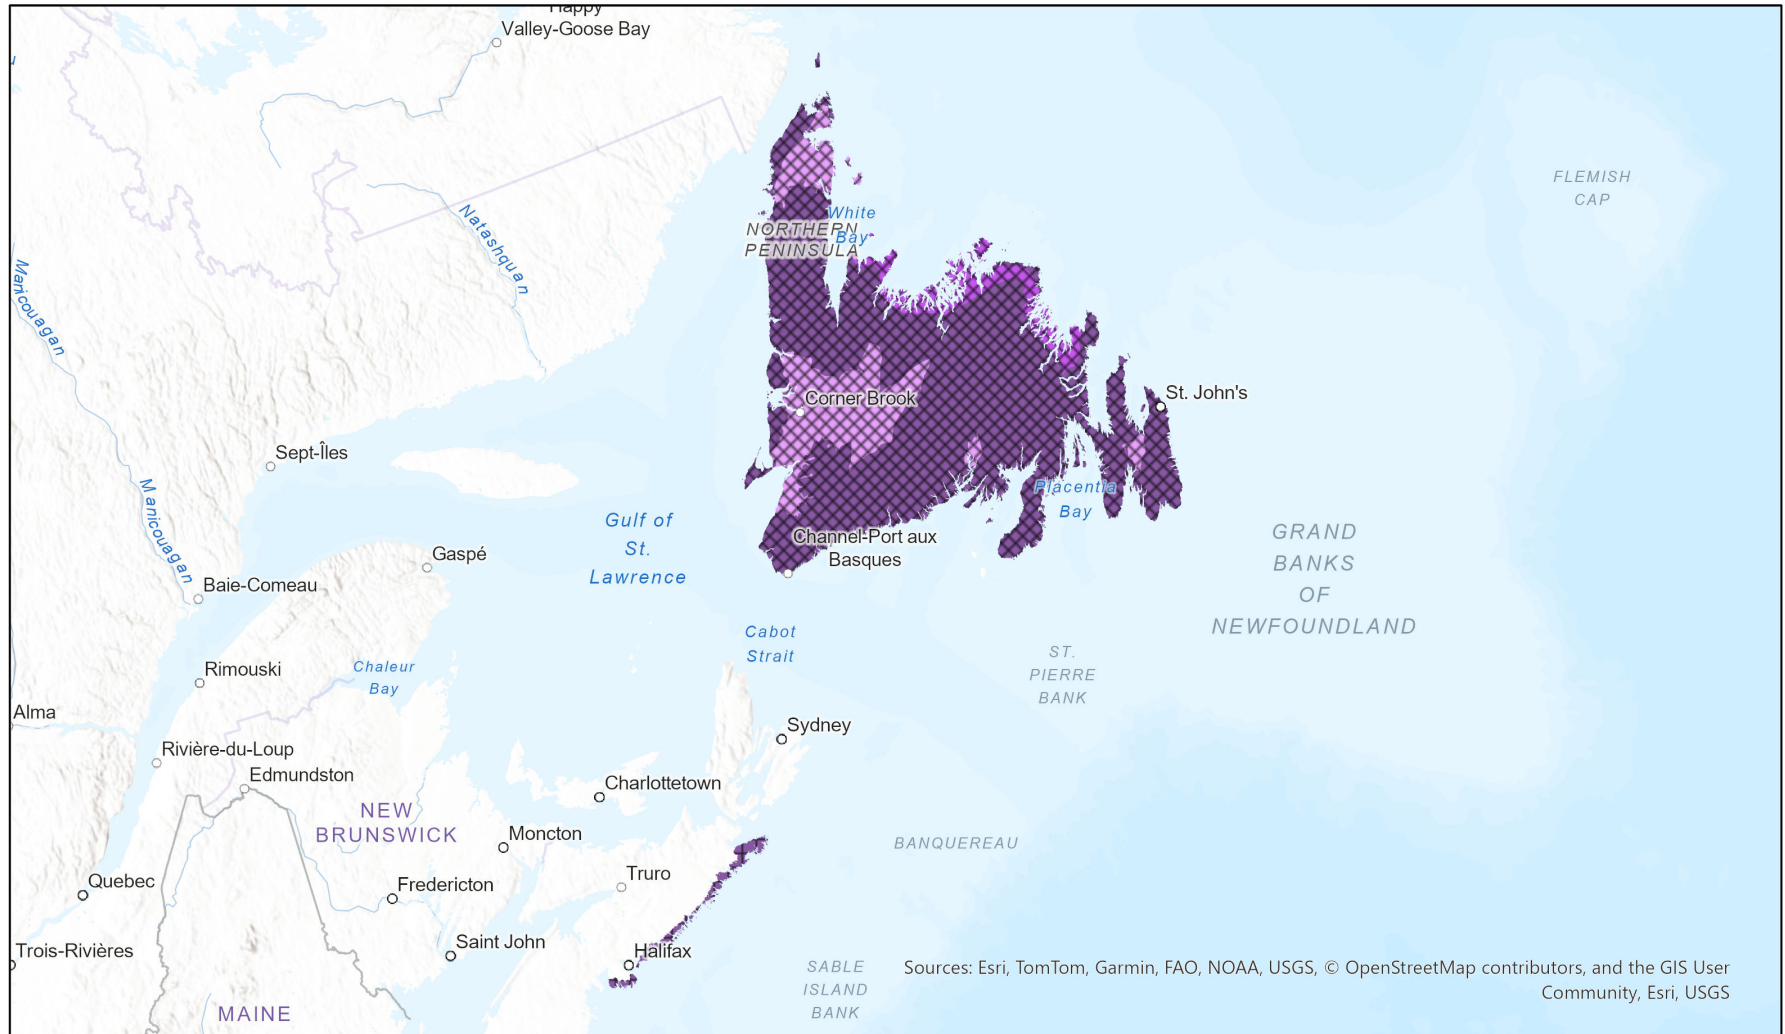 Happy
Valley-Goose Bay
FLEMISH
CAP
Natashquan
White
Bay
NORTHERN
PENINSULA
Manicouagan
Corner Brook
St. John's
Sept-Îles
Manicouagan
Placentia
Bay
Gulf of
St.
Lawrence
Channel-Port aux
Basques
GRAND
BANKS
OF
NEWFOUNDLAND
Gaspé
Baie-Comeau
Cabot
Strait
ST.
PIERRE
BANK
Rimouski
Chaleur
Bay
Alma
Sydney
Rivière-du-Loup
Edmundston
Charlottetown
NEW
BRUNSWICK
Moncton
BANQUEREAU
Quebec
Fredericton
Truro
Trois-Rivières
Saint John
Halifax
SABLE
ISLAND
BANK
Sources: Esri, TomTom, Garmin, FAO, NOAA, USGS, © OpenStreetMap contributors, and the GIS User
Community, Esri, USGS
MAINE